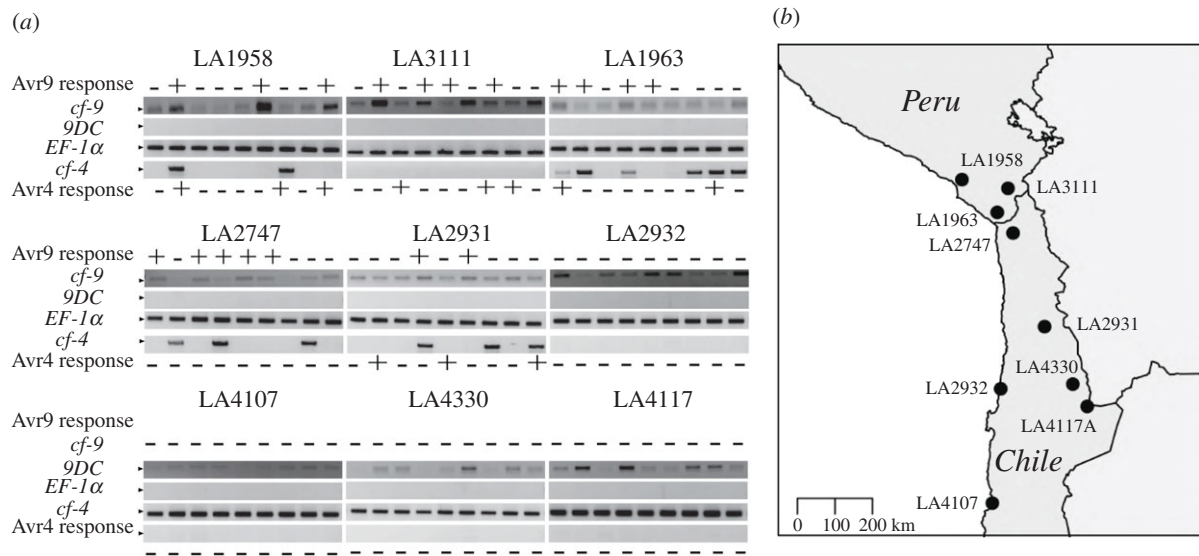 (a)
(b)
LA1958 LA3111 LA1963
Avr9 response - + - - - + - - + - + - + + - + - - + + - + + - - - -
cf-9
9DC
EF-1α
cf-4
Avr4 response
LA2747 LA2931 LA2932
Avr9 response + - + + + + - - - - - - + - + - - - - - - - - - - - -
cf-9
9DC
EF-1α
cf-4
Avr4 response
LA4107 LA4330 LA4117
Avr9 response
cf-9 - - - - - - - - - - - - - - - - - - - - - - - - - - -
9DC
EF-1α
cf-4
Avr4 response
- - - - - - - - - - - - - - - - - - - - - - - - - - -
Peru
LA1958
LA3111
LA1963
LA2747
LA2931
LA4330
LA2932
LA4117A
Chile
LA4107
0 100 200 km